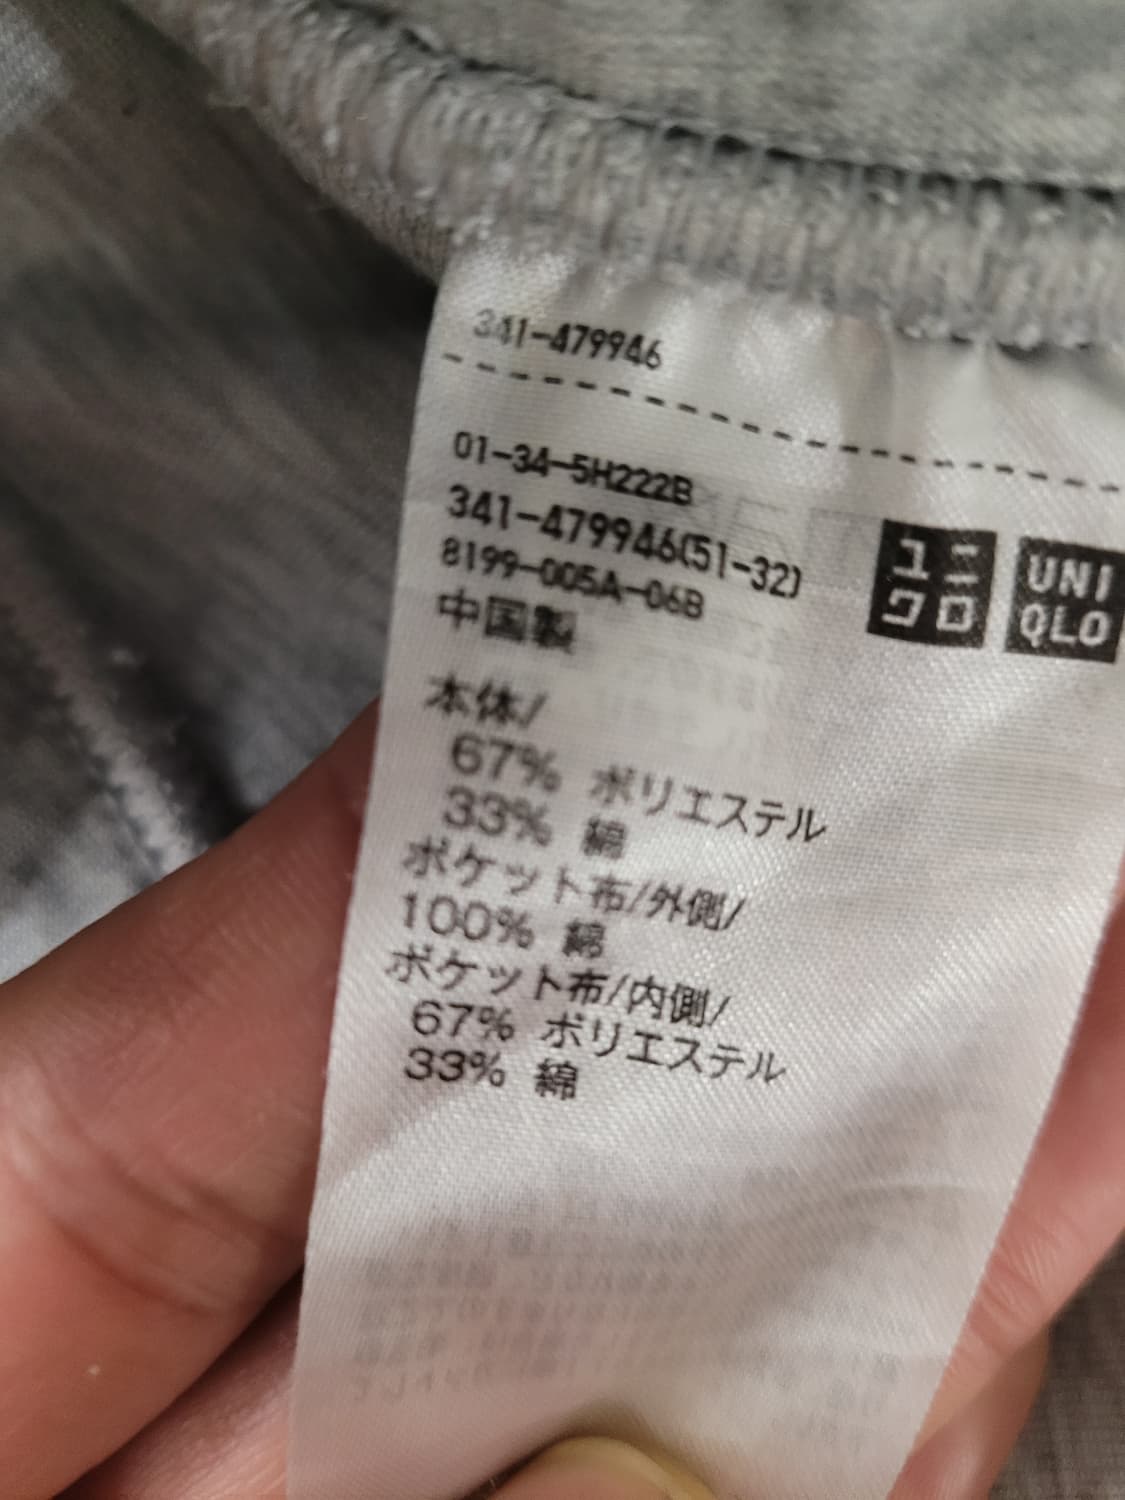 341-479946
01-34-5H222B
341-479946(51-32)
8199-005A-06B
中国製
ユニ
クロ
UNI
QLO
本体/
67% ポリエステル
33% 綿
ポケット布/外側/
100% 綿
ポケット布/内側/
67% ポリエステル
33% 綿